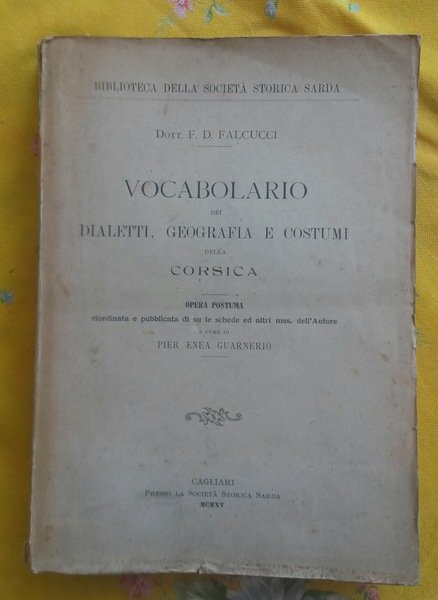 BIBLIOTECA DELLA SOCIETÀ STORICA SARDA
DOTT. F. D. FALCUCCI
VOCABOLARIO
DEI
DIALETTI, GEOGRAFIA E COSTUMI
DELLA
CORSICA
OPERA POSTUMA
riordinata e pubblicata di su le schede ed altri mss. dell'Autore
A CURA DI
PIER ENEA GUARNERIO
CAGLIARI
PRESSO LA SOCIETÀ STORICA SARDA
MCMXV